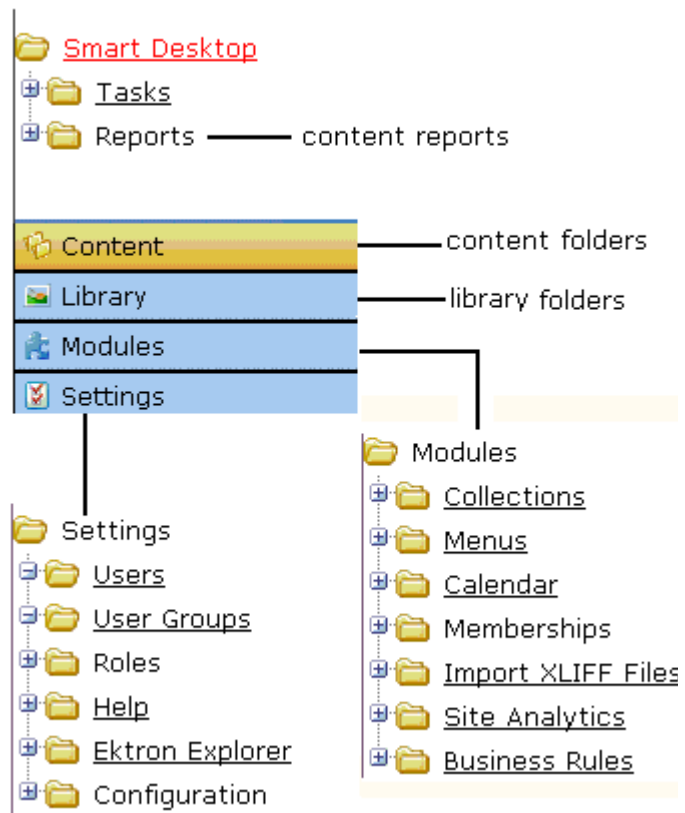 Smart Desktop
Tasks
Reports content reports
Content content folders
Library library folders
Modules
Settings
Modules
Collections
Menus
Calendar
Memberships
Import XLIFF Files
Site Analytics
Business Rules
Settings
Users
User Groups
Roles
Help
Ektron Explorer
Configuration